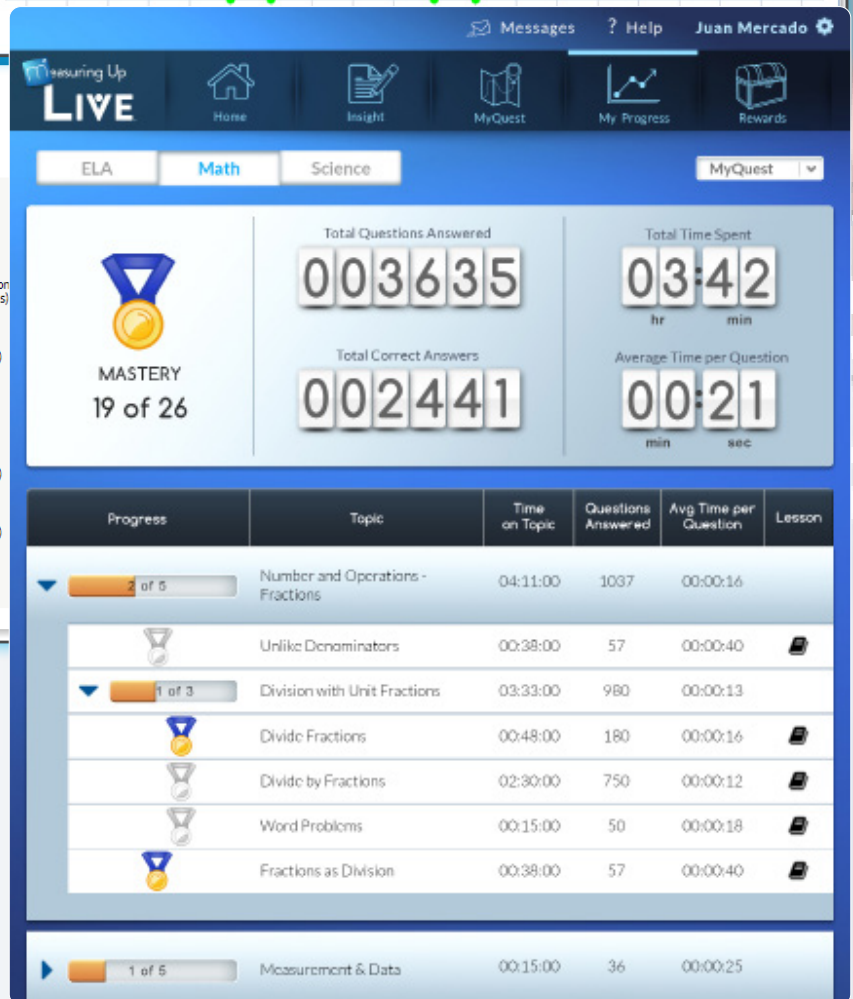 Messages ? Help Juan Mercado
Measuring Up
LIVE
Home Insight MyQuest My Progress Rewards
ELA Math Science MyQuest
Total Questions Answered
003635
Total Time Spent
03:42
hr min
MASTERY
19 of 26
Total Correct Answers
002441
Average Time per Question
00:21
min sec
Progress Topic Time on Topic Questions Answered Avg Time per Question Lesson
2 of 5 Number and Operations - Fractions 04:11:00 1037 00:00:16
Unlike Denominators 00:38:00 57 00:00:40
1 of 3 Division with Unit Fractions 03:33:00 980 00:00:13
Divide Fractions 00:48:00 180 00:00:16
Divide by Fractions 02:30:00 750 00:00:12
Word Problems 00:15:00 50 00:00:18
Fractions as Division 00:38:00 57 00:00:40
1 of 5 Measurement & Data 00:15:00 36 00:00:25